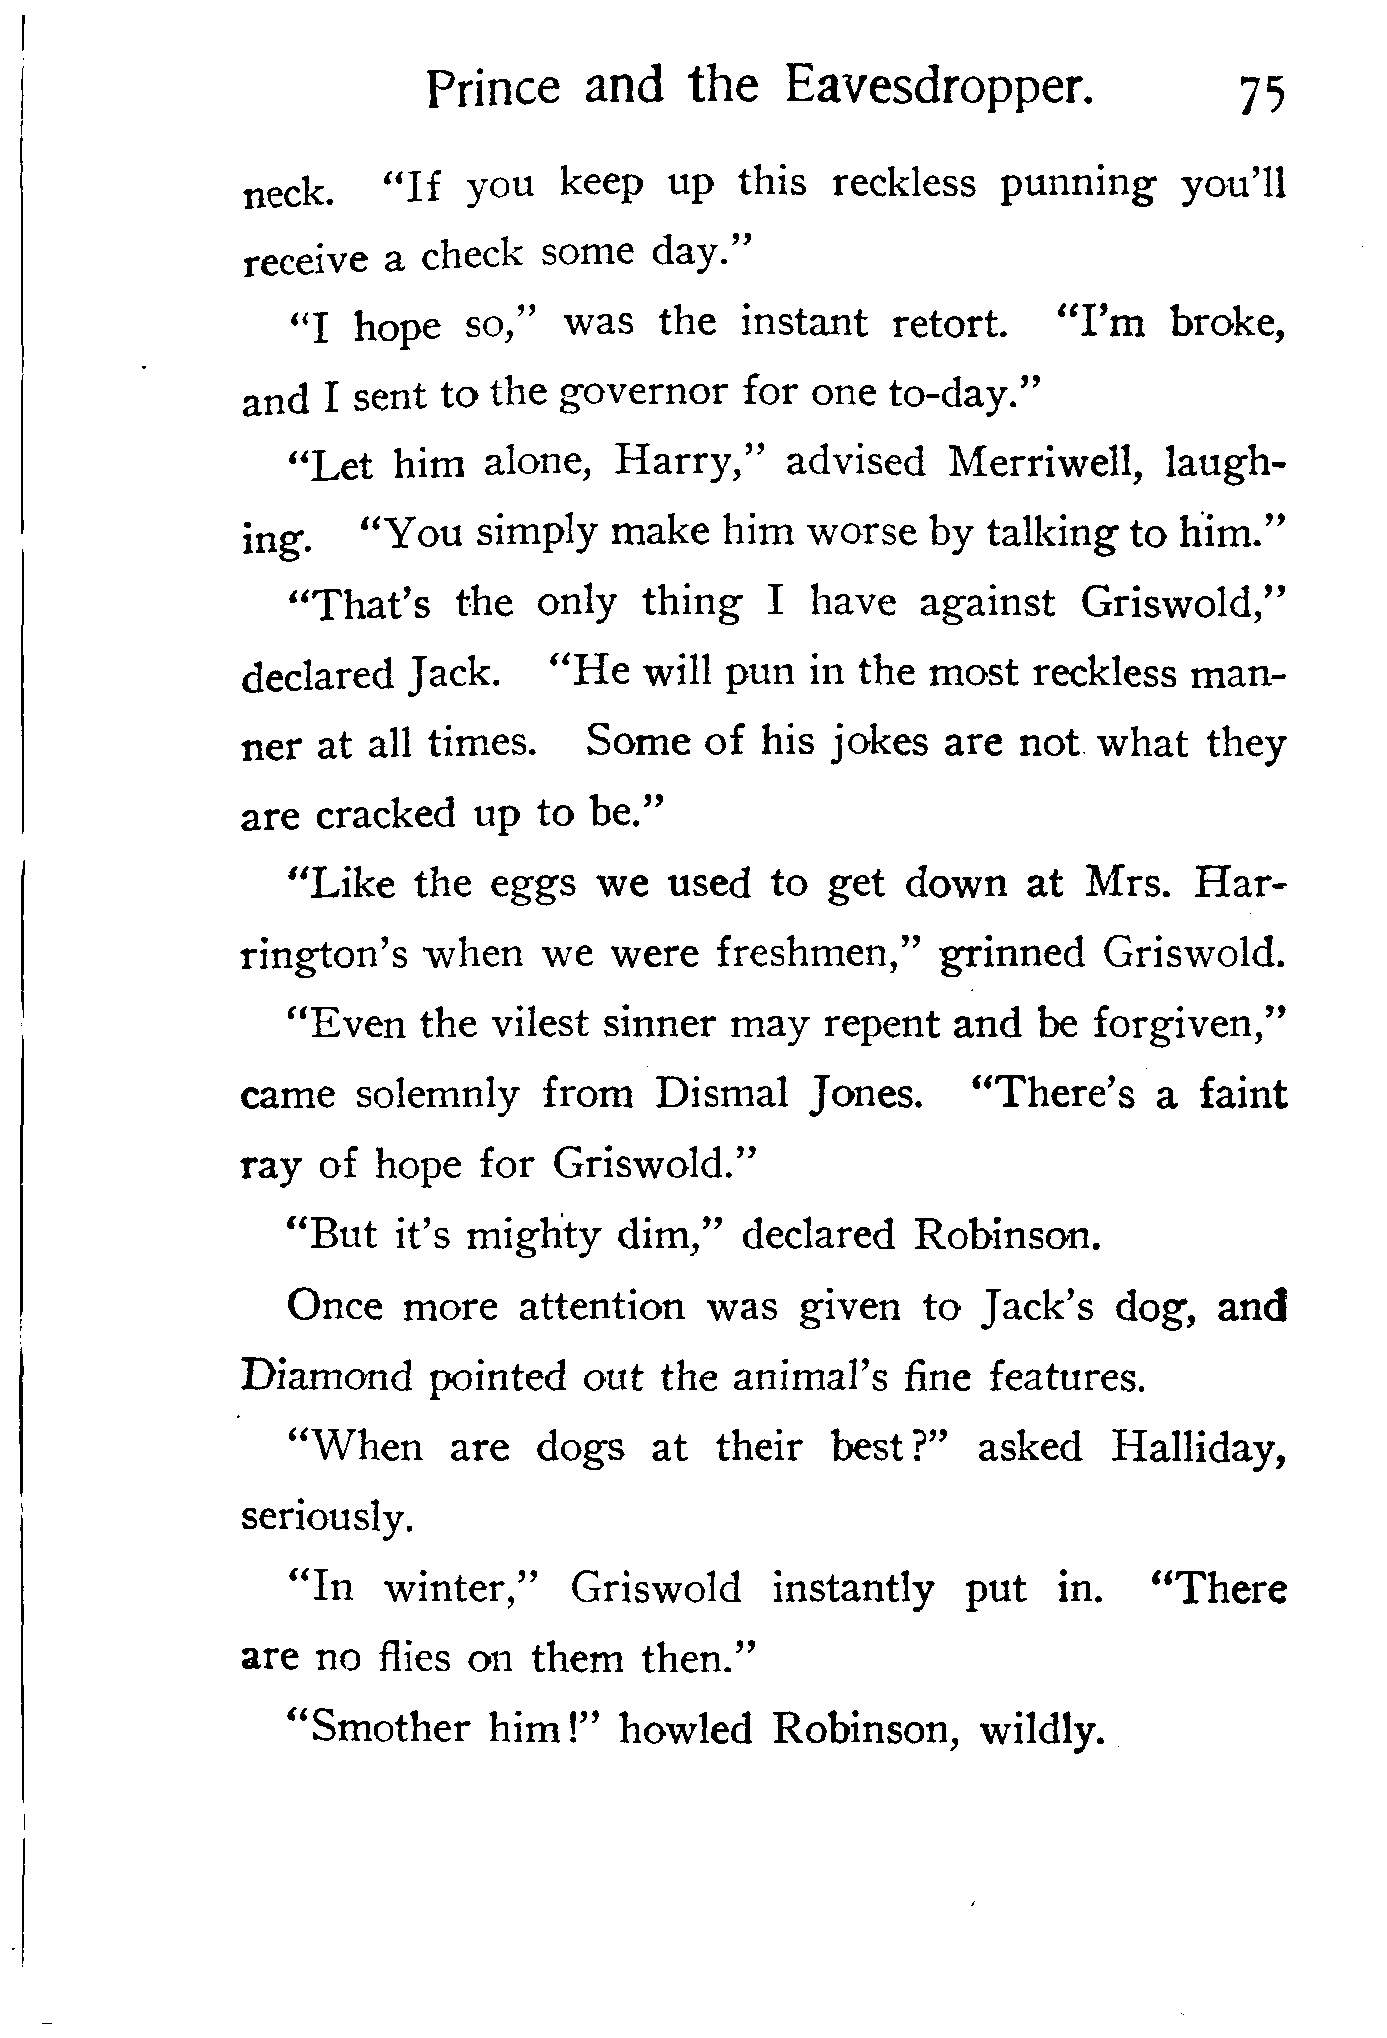 Prince and the Eavesdropper. 75
neck. “If you keep up this reckless punning you’ll
receive a check some day.”
“I hope so,” was the instant retort. “I’m broke,
and I sent to the governor for one to-day.”
“Let him alone, Harry,” advised Merriwell, laugh-
ing. “You simply make him worse by talking to him.”
“That’s the only thing I have against Griswold,”
declared Jack. “He will pun in the most reckless man-
ner at all times. Some of his jokes are not what they
are cracked up to be.”
“Like the eggs we used to get down at Mrs. Har-
rington’s when we were freshmen,” grinned Griswold.
“Even the vilest sinner may repent and be forgiven,”
came solemnly from Dismal Jones. “There’s a faint
ray of hope for Griswold.”
“But it’s mighty dim,” declared Robinson.
Once more attention was given to Jack’s dog, and
Diamond pointed out the animal’s fine features.
“When are dogs at their best?” asked Halliday,
seriously.
“In winter,” Griswold instantly put in. “There
are no flies on them then.”
“Smother him!” howled Robinson, wildly.